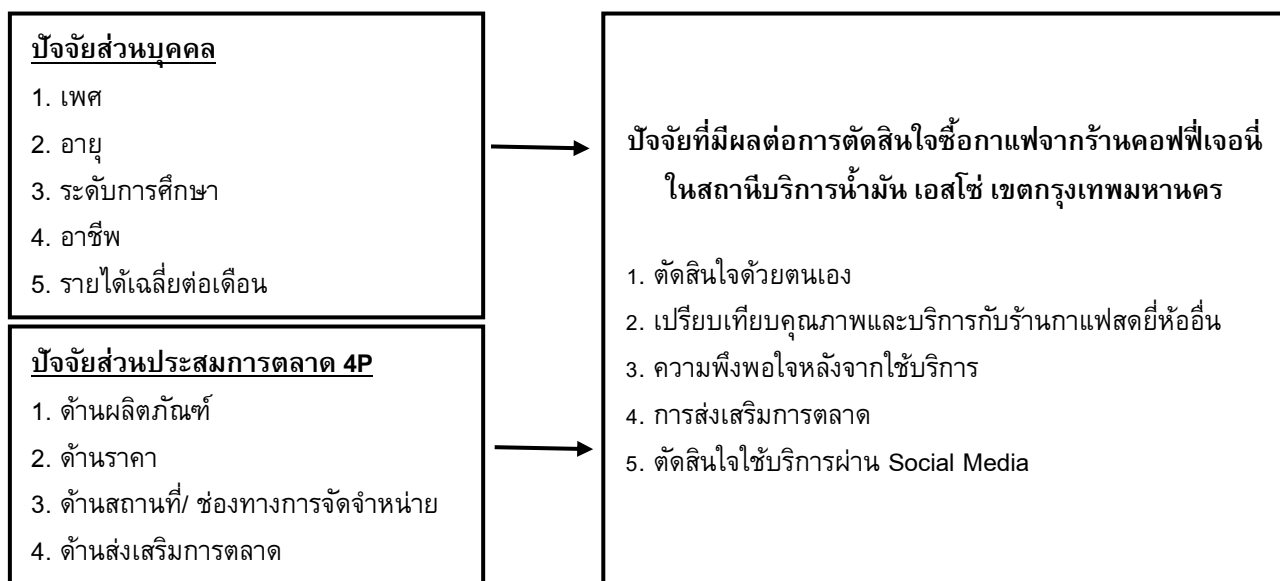 ปัจจัยส่วนบุคคล
1. เพศ
2. อายุ
3. ระดับการศึกษา
4. อาชีพ
5. รายได้เฉลี่ยต่อเดือน
ปัจจัยส่วนประสมการตลาด 4P
1. ด้านผลิตภัณฑ์
2. ด้านราคา
3. ด้านสถานที่/ ช่องทางการจัดจำหน่าย
4. ด้านส่งเสริมการตลาด
ปัจจัยที่มีผลต่อการตัดสินใจซื้อกาแฟจากร้านคอฟฟี่เจอนี่
ในสถานีบริการน้ำมัน เอสโซ่ เขตกรุงเทพมหานคร
1. ตัดสินใจด้วยตนเอง
2. เปรียบเทียบคุณภาพและบริการกับร้านกาแฟสดยี่ห้ออื่น
3. ความพึงพอใจหลังจากใช้บริการ
4. การส่งเสริมการตลาด
5. ตัดสินใจใช้บริการผ่าน Social Media